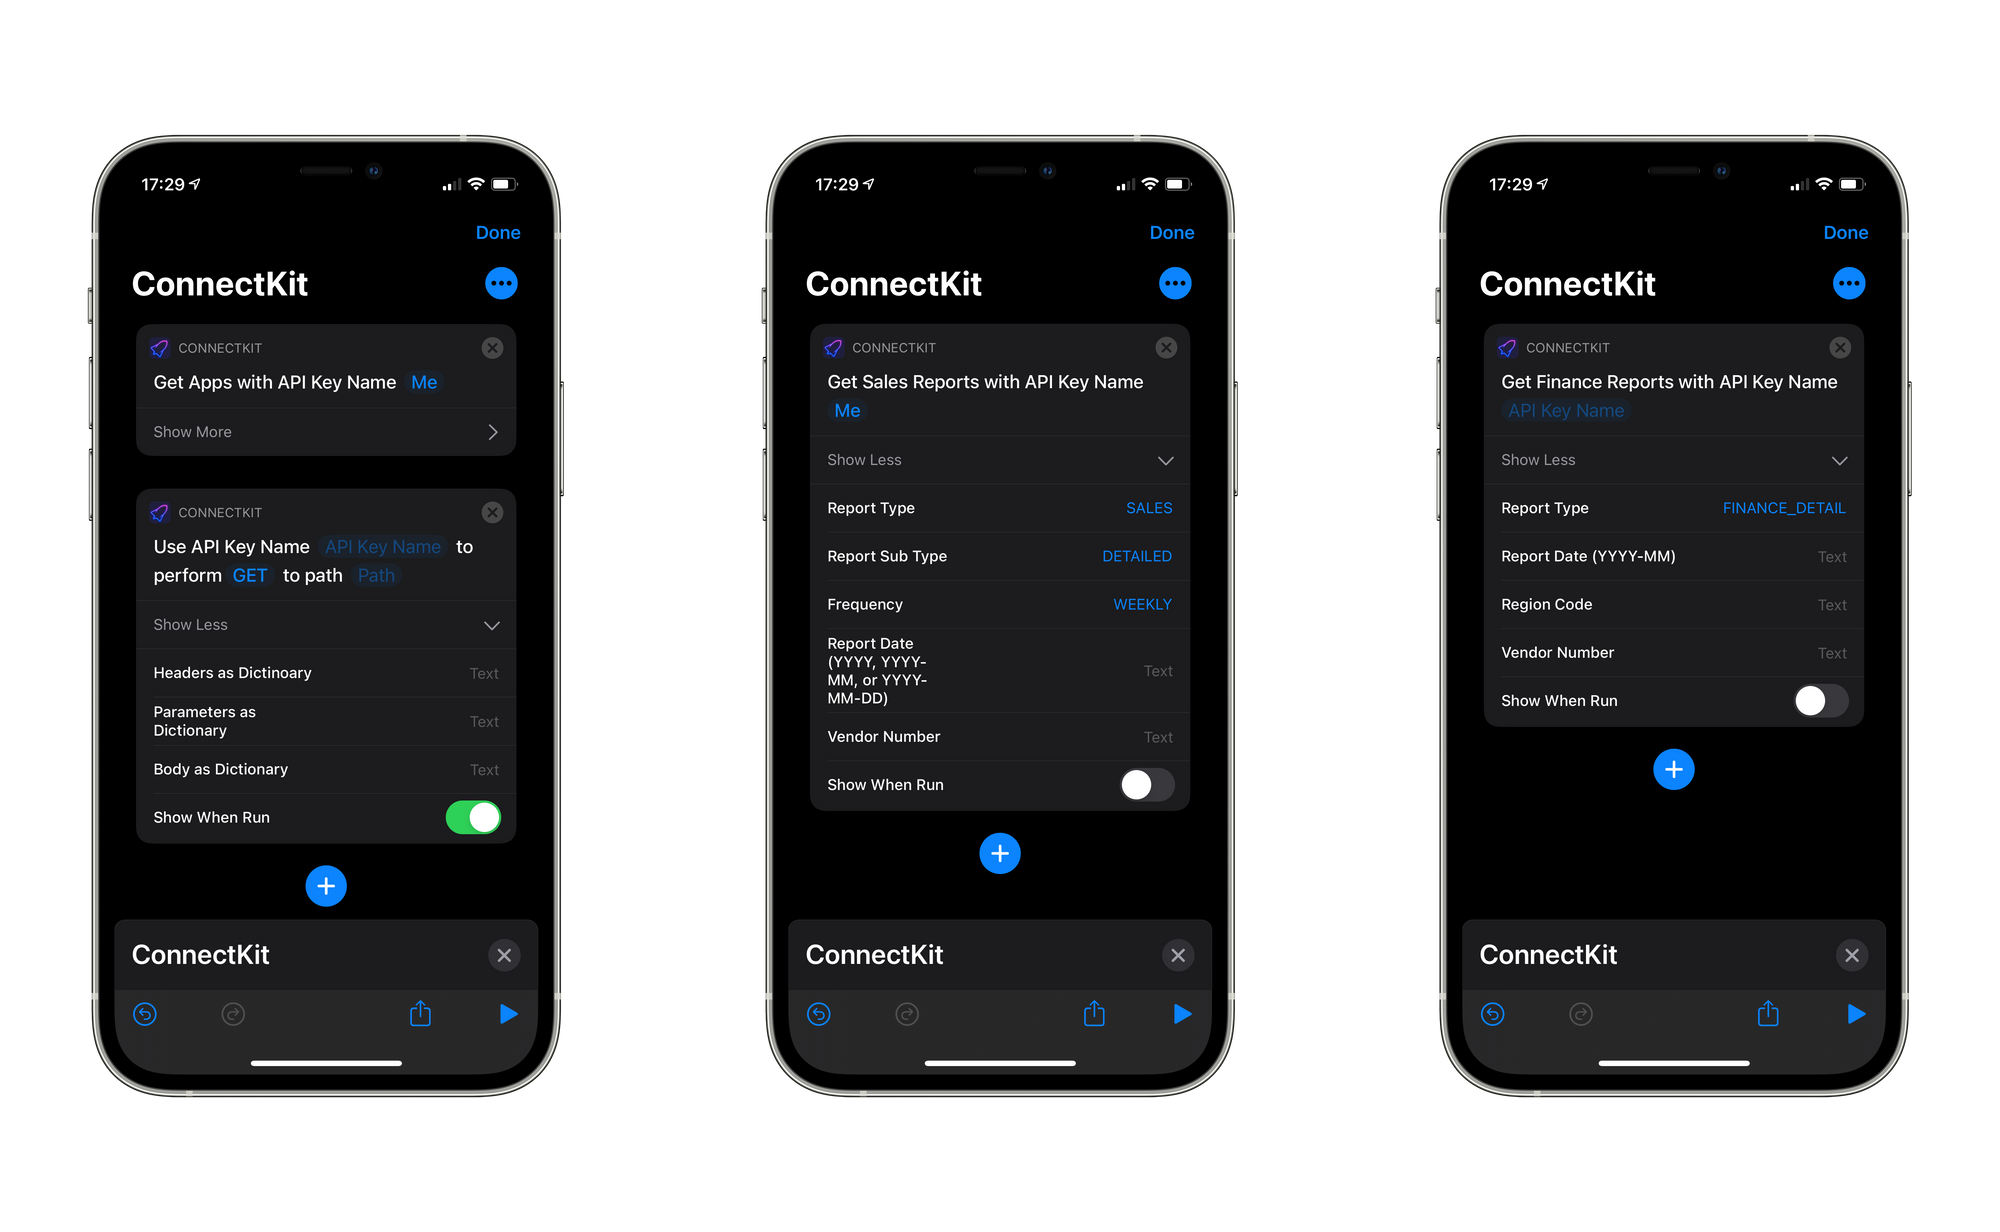 17:29
Done
ConnectKit
CONNECTKIT
Get Apps with API Key Name Me
Show More
CONNECTKIT
Use API Key Name API Key Name to
perform GET to path Path
Show Less
Headers as Dictinoary Text
Parameters as
Dictionary Text
Body as Dictionary Text
Show When Run
ConnectKit
17:29
Done
ConnectKit
CONNECTKIT
Get Sales Reports with API Key Name
Me
Show Less
Report Type SALES
Report Sub Type DETAILED
Frequency WEEKLY
Report Date
(YYYY, YYYY-
MM, or YYYY-
MM-DD) Text
Vendor Number Text
Show When Run
ConnectKit
17:29
Done
ConnectKit
CONNECTKIT
Get Finance Reports with API Key Name
API Key Name
Show Less
Report Type FINANCE_DETAIL
Report Date (YYYY-MM) Text
Region Code Text
Vendor Number Text
Show When Run
ConnectKit